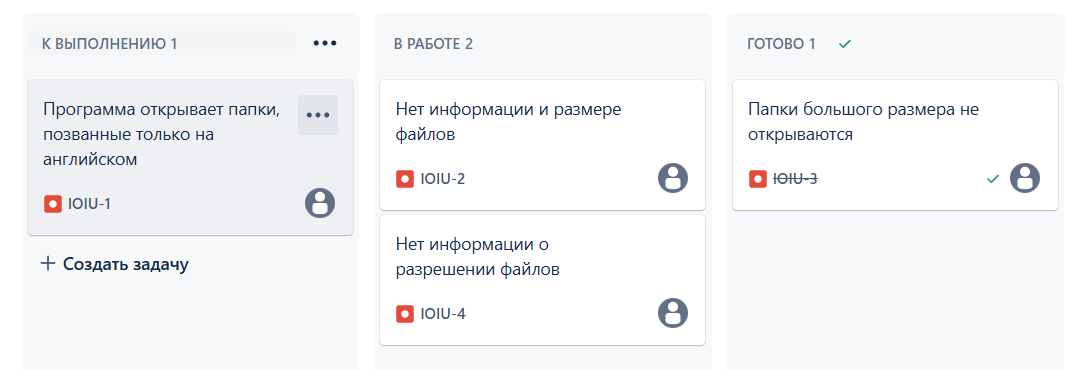 К ВЫПОЛНЕНИЮ 1
Программа открывает папки,
позванные только на
английском
IOIU-1
Создать задачу
В РАБОТЕ 2
Нет информации и размере
файлов
IOIU-2
Нет информации о
разрешении файлов
IOIU-4
ГОТОВО 1
Папки большого размера не
открываются
IOIU-3